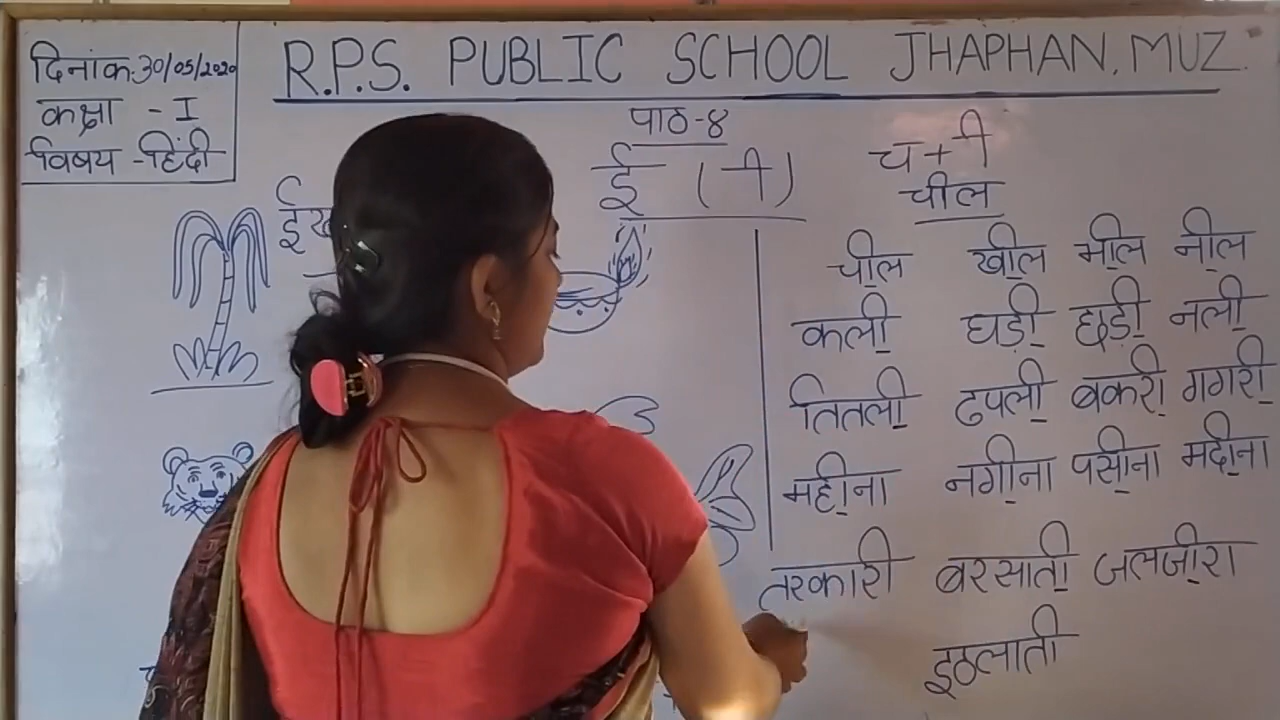 दिनांक:30/05/2020
कक्षा - I
विषय - हिंदी
R.P.S. PUBLIC SCHOOL JHAPHAN, MUZ.
पाठ-४
ई (ी)
च + ी
चील
चील खील भील नील
कली घड़ी छड़ी नली
तितली ढपली बकरी गगरी
महीना नगीना पसीना मदीना
तरकारी बरसाती जलजीरा
इठलाती